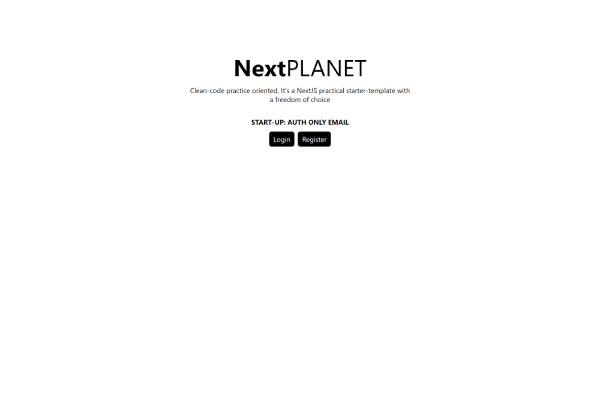 NextPLANET
Clean-code practice oriented, It's a NextJS practical starter-template with
a freedom of choice
START-UP: AUTH ONLY EMAIL
Login Register